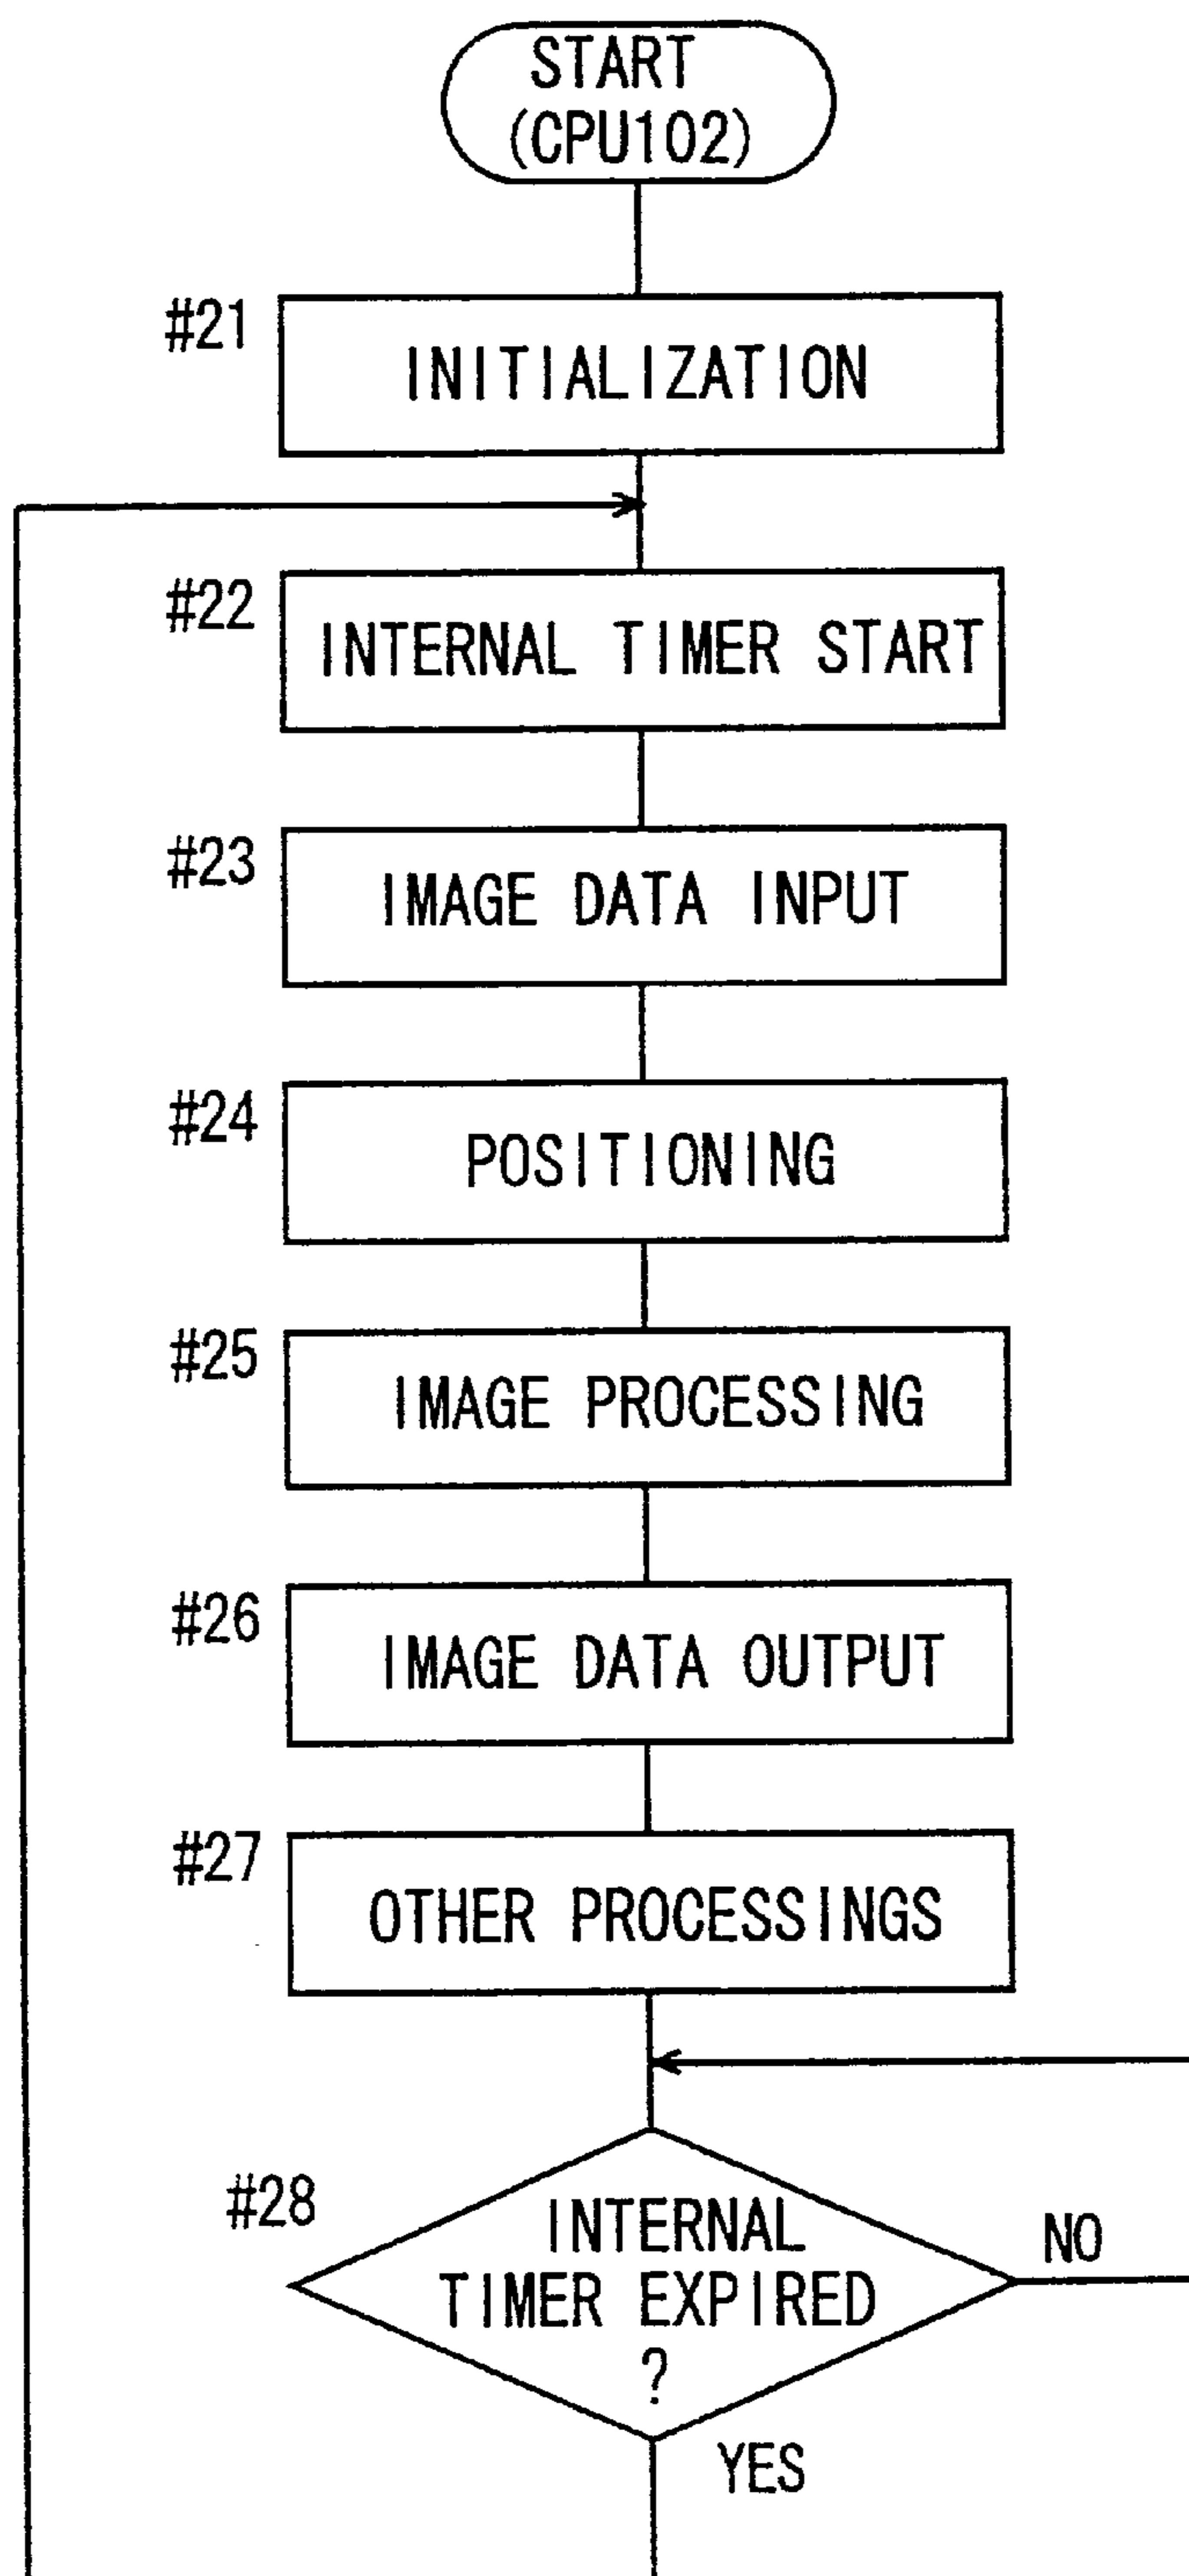 START
(CPU102)
#21
INITIALIZATION
#22
INTERNAL TIMER START
#23
IMAGE DATA INPUT
#24
POSITIONING
#25
IMAGE PROCESSING
#26
IMAGE DATA OUTPUT
#27
OTHER PROCESSINGS
#28
INTERNAL
TIMER EXPIRED
?
NO
YES